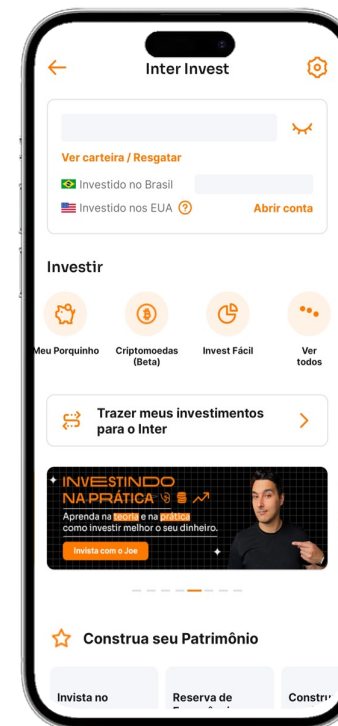 Inter Invest
Ver carteira / Resgatar
Investido no Brasil
Investido nos EUA ?
Abrir conta
Investir
Meu Porquinho
Criptomoedas
(Beta)
Invest Fácil
Ver
todos
Trazer meus investimentos
para o Inter
INVESTINDO
NA PRÁTICA
Aprenda na teoria e na prática
como investir melhor o seu dinheiro.
Invista com o Joe
Construa seu Patrimônio
Invista no
Reserva de